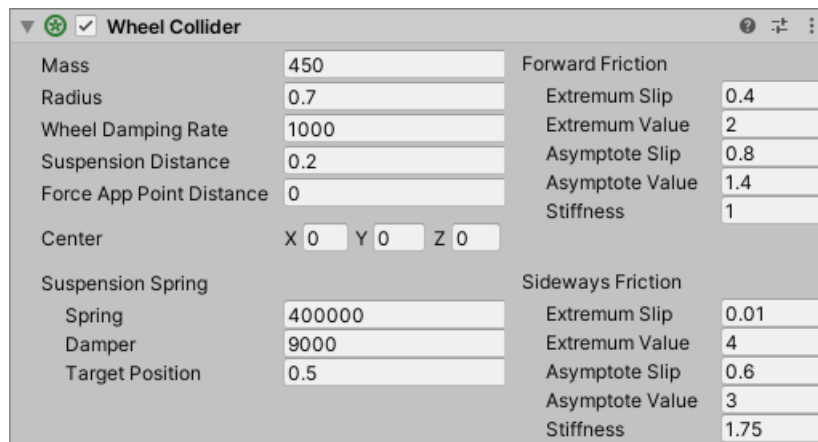 Wheel Collider
Mass 450
Radius 0.7
Wheel Damping Rate 1000
Suspension Distance 0.2
Force App Point Distance 0
Center X 0 Y 0 Z 0
Suspension Spring
Spring 400000
Damper 9000
Target Position 0.5
Forward Friction
Extremum Slip 0.4
Extremum Value 2
Asymptote Slip 0.8
Asymptote Value 1.4
Stiffness 1
Sideways Friction
Extremum Slip 0.01
Extremum Value 4
Asymptote Slip 0.6
Asymptote Value 3
Stiffness 1.75